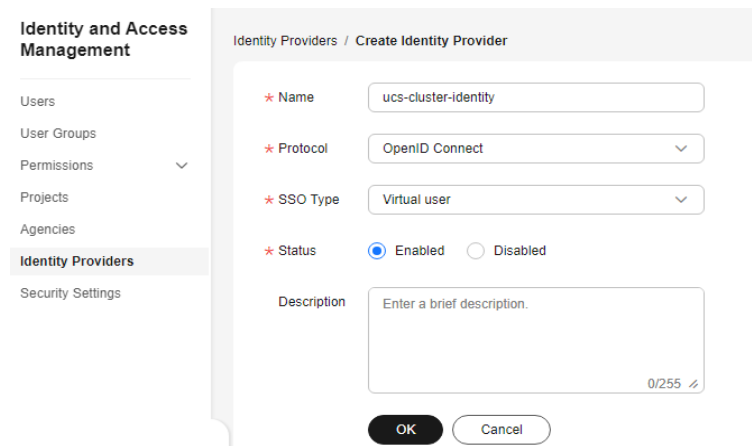 Identity and Access
Management
Users
User Groups
Permissions
Projects
Agencies
Identity Providers
Security Settings
Identity Providers / Create Identity Provider
* Name ucs-cluster-identity
* Protocol OpenID Connect
* SSO Type Virtual user
* Status Enabled Disabled
Description Enter a brief description.
0/255
OK Cancel